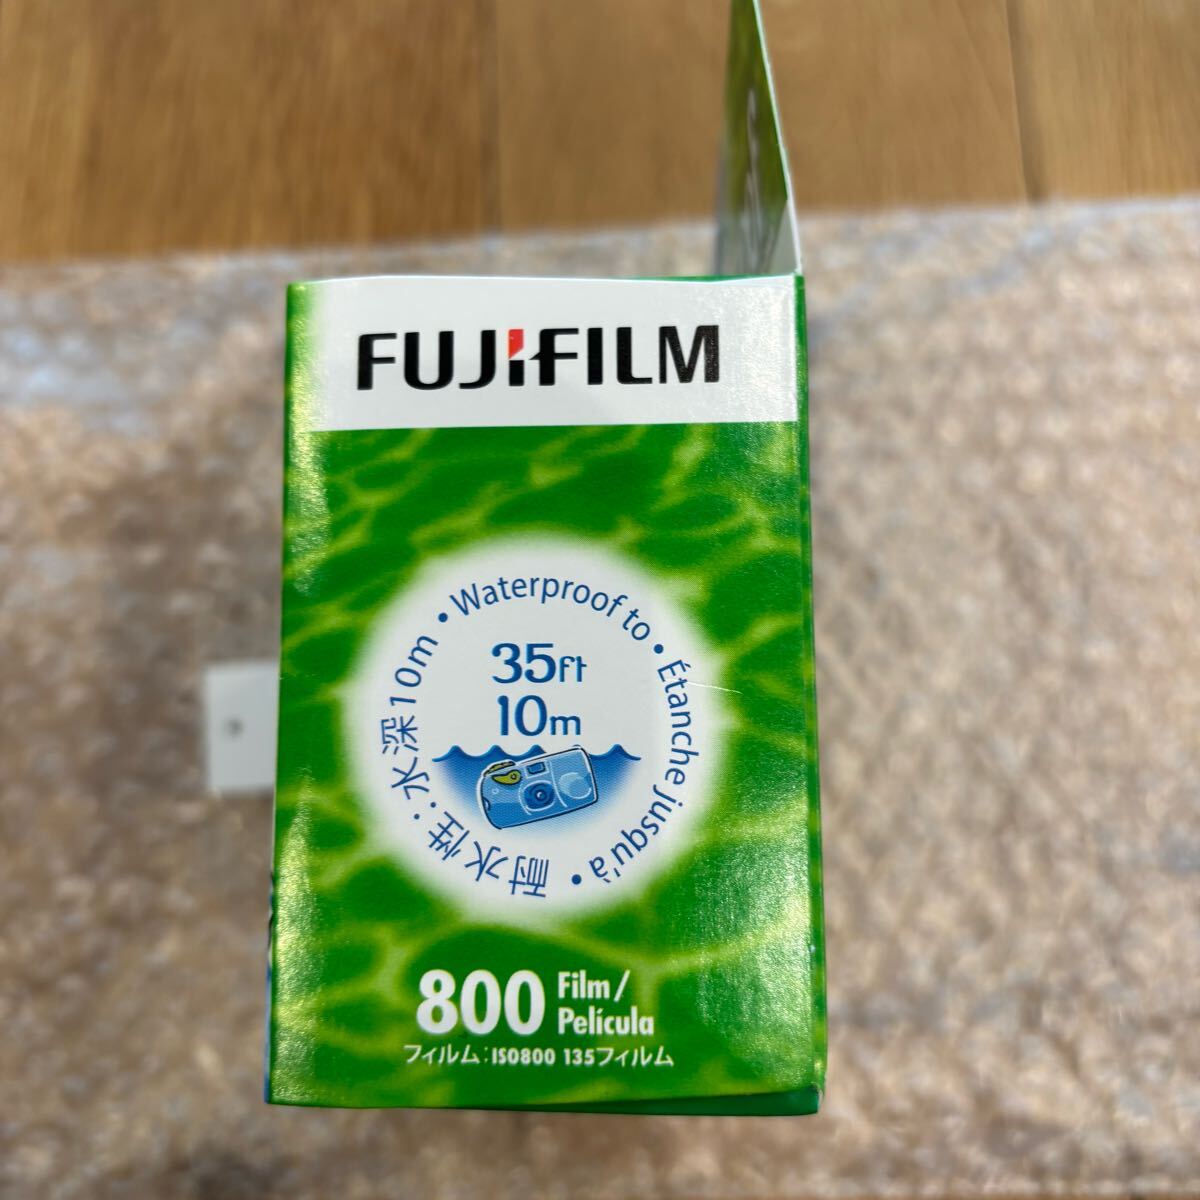 FUJIFILM
• Waterproof to • Étanche jusqu'à • 耐水性:水深10m
35ft
10m
800 Film/
Película
フィルム:ISO800 135フィルム